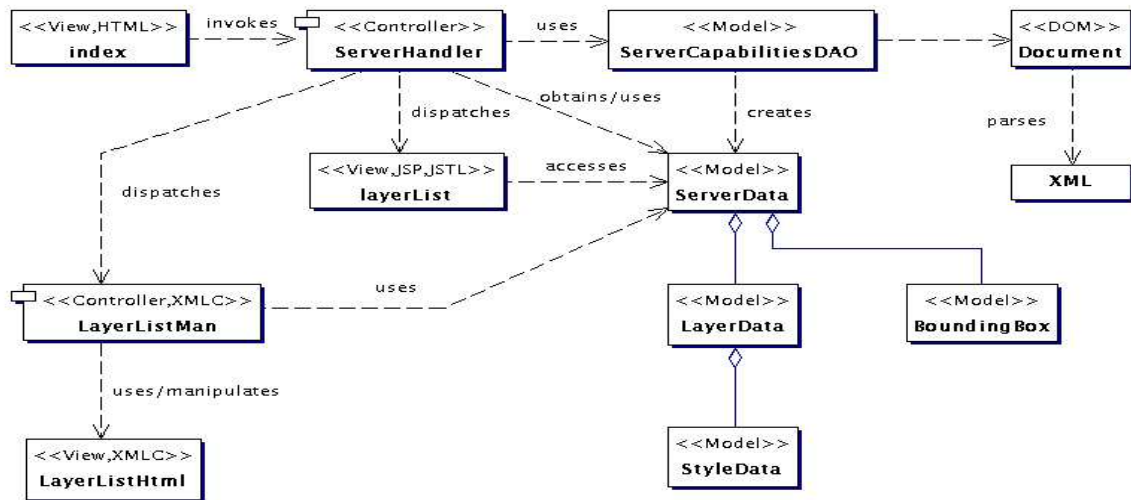 <<View,HTML>>
index
invokes
<<Controller>>
ServerHandler
uses
<<Model>>
ServerCapabilitiesDAO
<<DOM>>
Document
obtains/uses
dispatches
creates
parses
<<View,JSP,JSTL>>
layerList
accesses
<<Model>>
ServerData
XML
dispatches
<<Controller,XMLC>>
LayerListMan
uses
<<Model>>
LayerData
<<Model>>
BoundingBox
uses/manipulates
<<View,XMLC>>
LayerListHtml
<<Model>>
StyleData